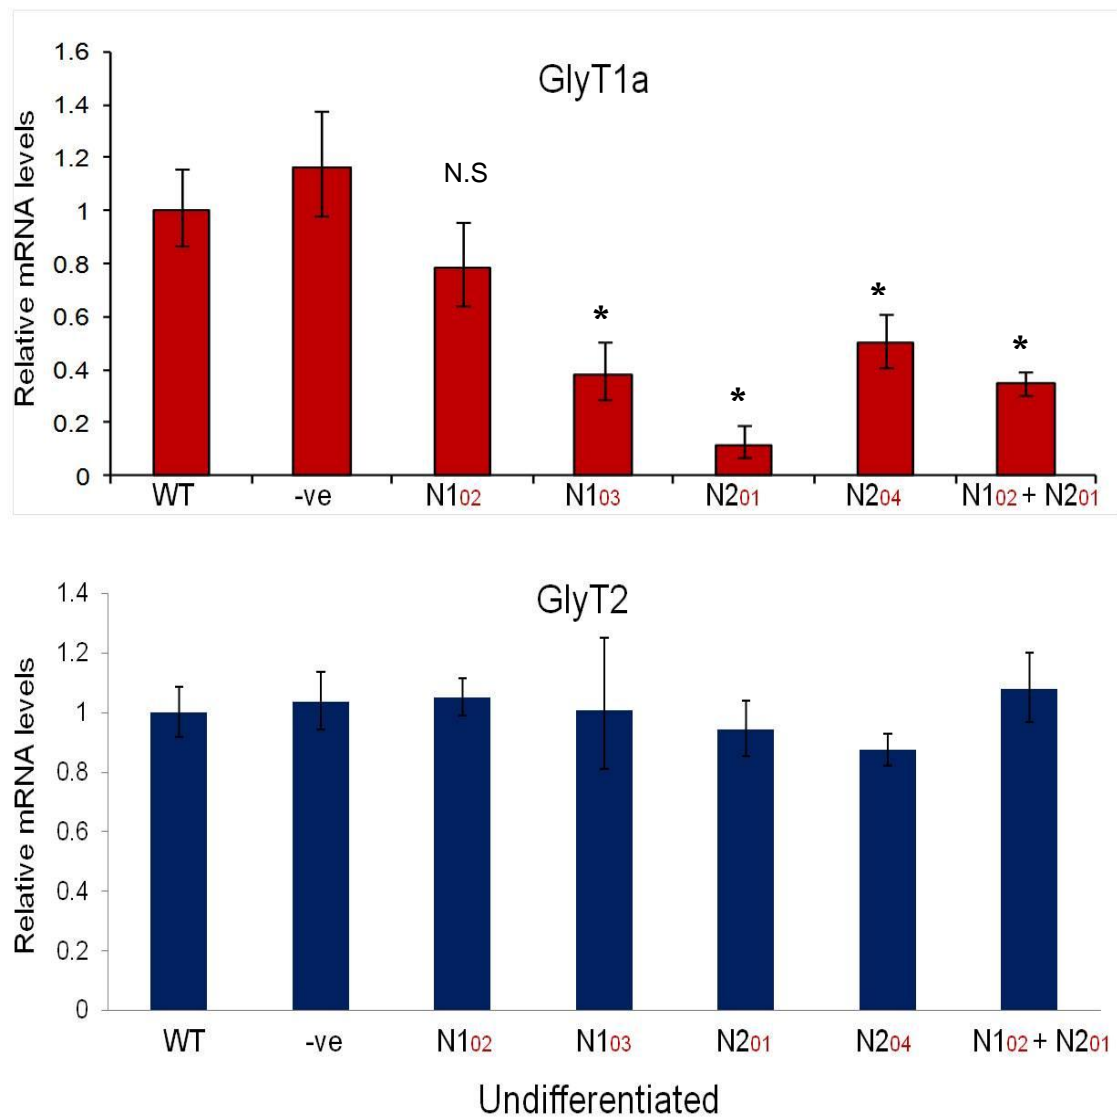 GlyT1a
Relative mRNA levels
1.6
1.4
1.2
1
0.8
0.6
0.4
0.2
0
N.S
*
*
*
*
WT -ve N102 N103 N201 N204 N102 + N201
GlyT2
Relative mRNA levels
1.4
1.2
1
0.8
0.6
0.4
0.2
0
WT -ve N102 N103 N201 N204 N102 + N201
Undifferentiated